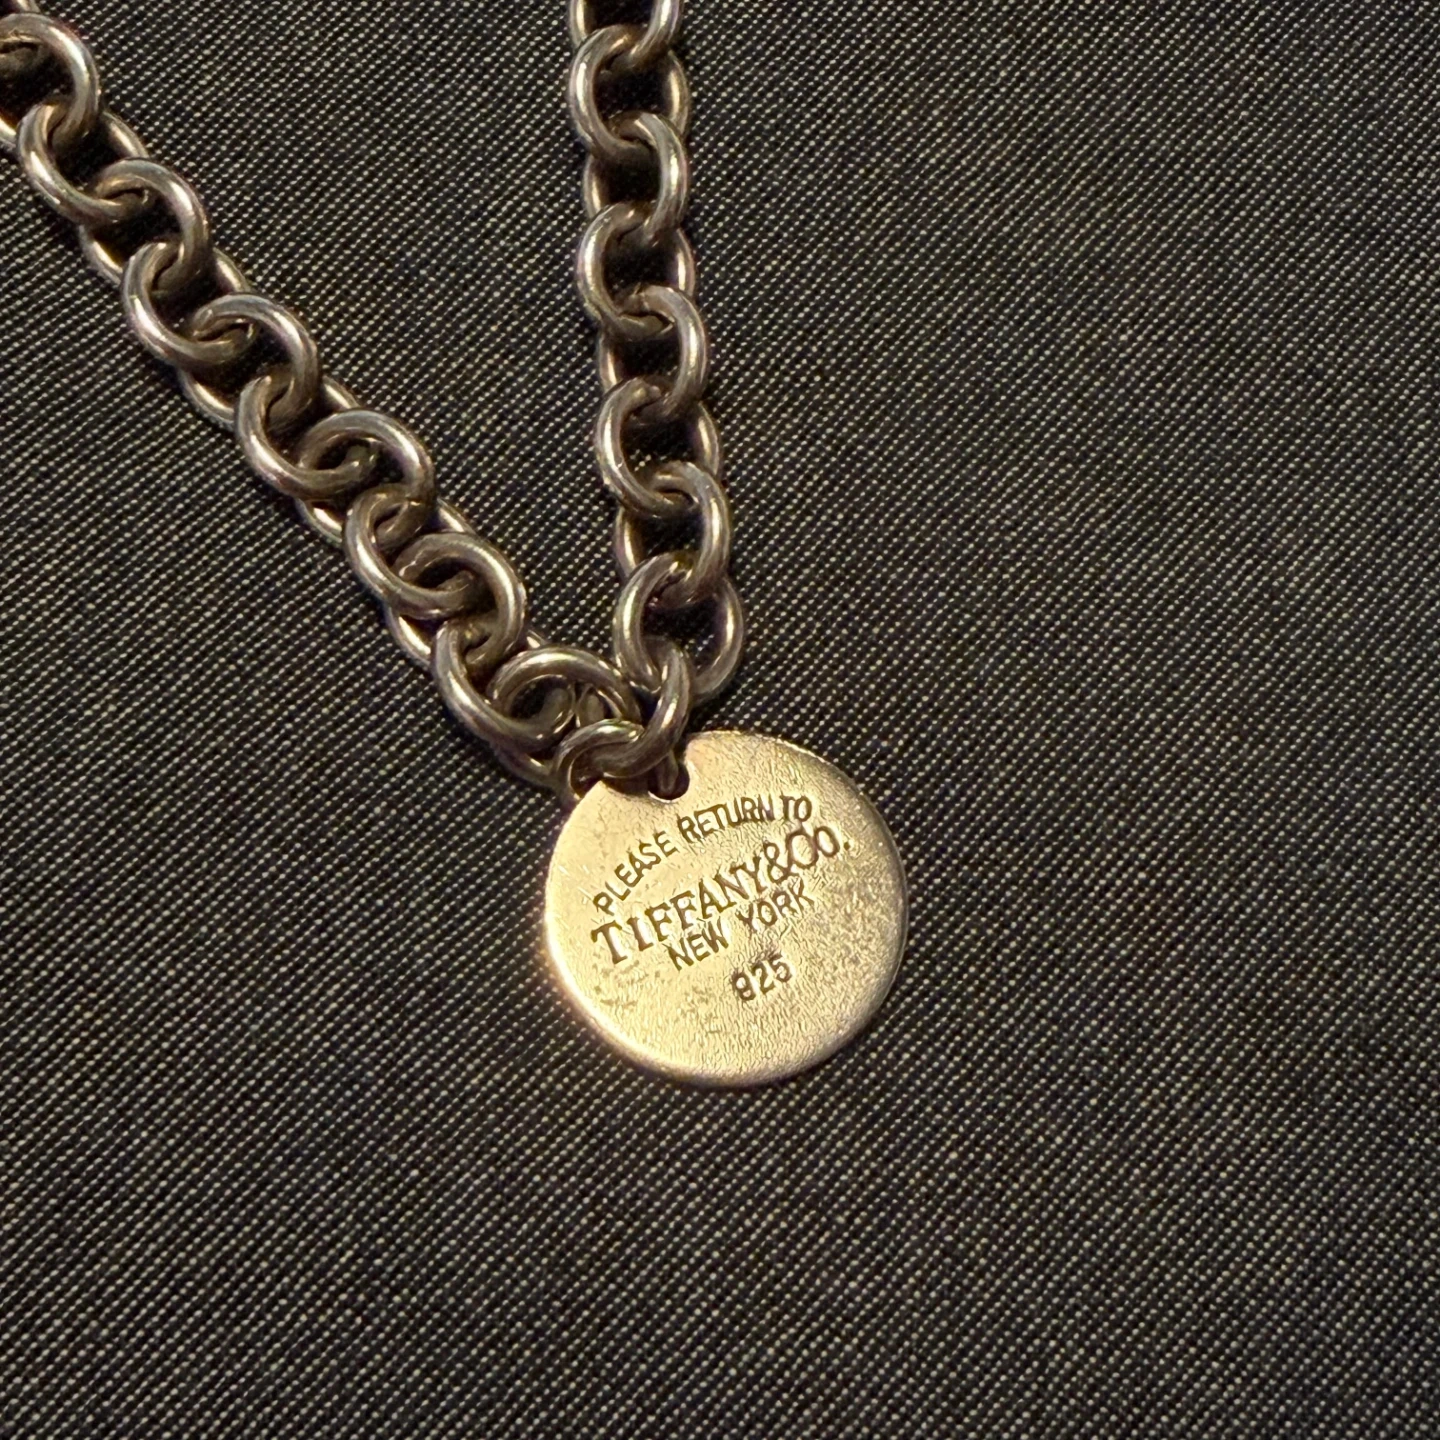 PLEASE RETURN TO
TIFFANY&CO.
NEW YORK
925